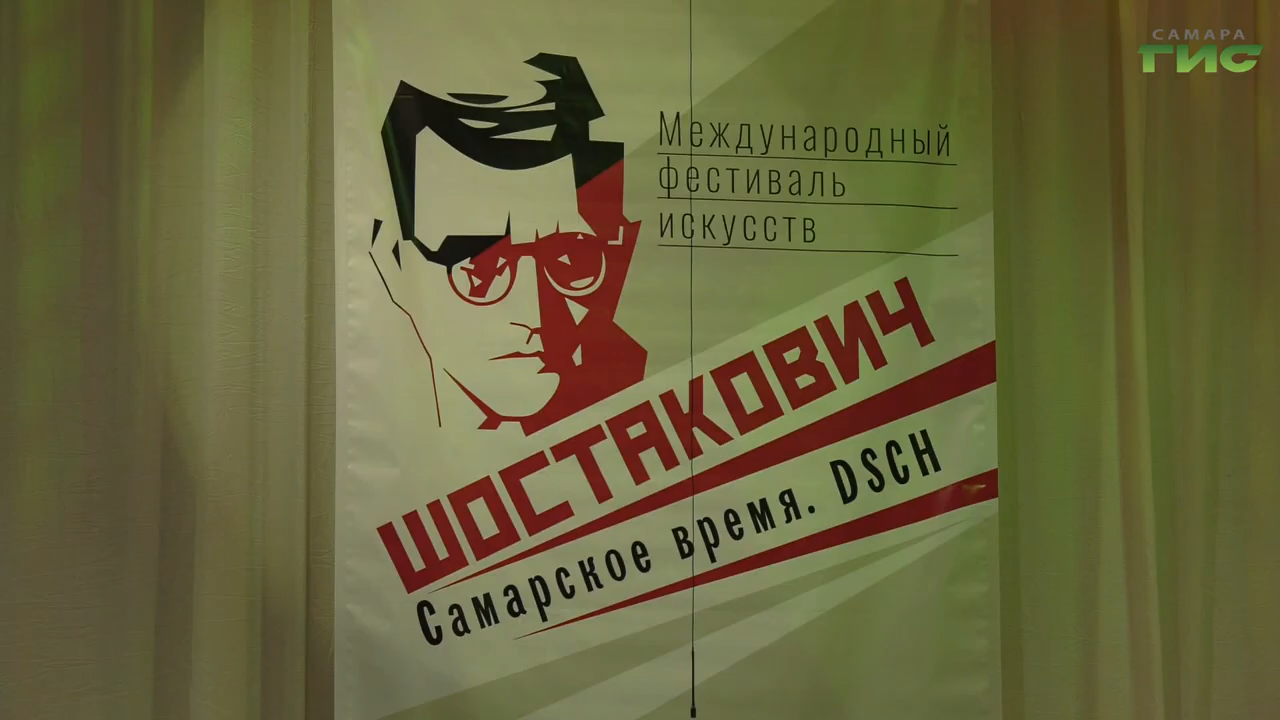 САМАРА
ГИС
Международный
фестиваль
искусств
ШОСТАКОВИЧ
Самарское время. DSCH